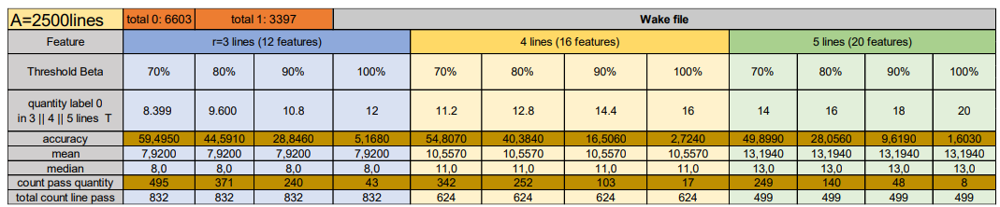 A=2500lines total 0: 6603 total 1: 3397 Wake file
Feature r=3 lines (12 features) 4 lines (16 features) 5 lines (20 features)
Threshold Beta 70% 80% 90% 100% 70% 80% 90% 100% 70% 80% 90% 100%
quantity label 0
in 3 || 4 || 5 lines T 8.399 9.600 10.8 12 11.2 12.8 14.4 16 14 16 18 20
accuracy 59,4950 44,5910 28,8460 5,1680 54,8070 40,3840 16,5060 2,7240 49,8990 28,0560 9,6190 1,6030
mean 7,9200 7,9200 7,9200 7,9200 10,5570 10,5570 10,5570 10,5570 13,1940 13,1940 13,1940 13,1940
median 8,0 8,0 8,0 8,0 11,0 11,0 11,0 11,0 13,0 13,0 13,0 13,0
count pass quantity 495 371 240 43 342 252 103 17 249 140 48 8
total count line pass 832 832 832 832 624 624 624 624 499 499 499 499